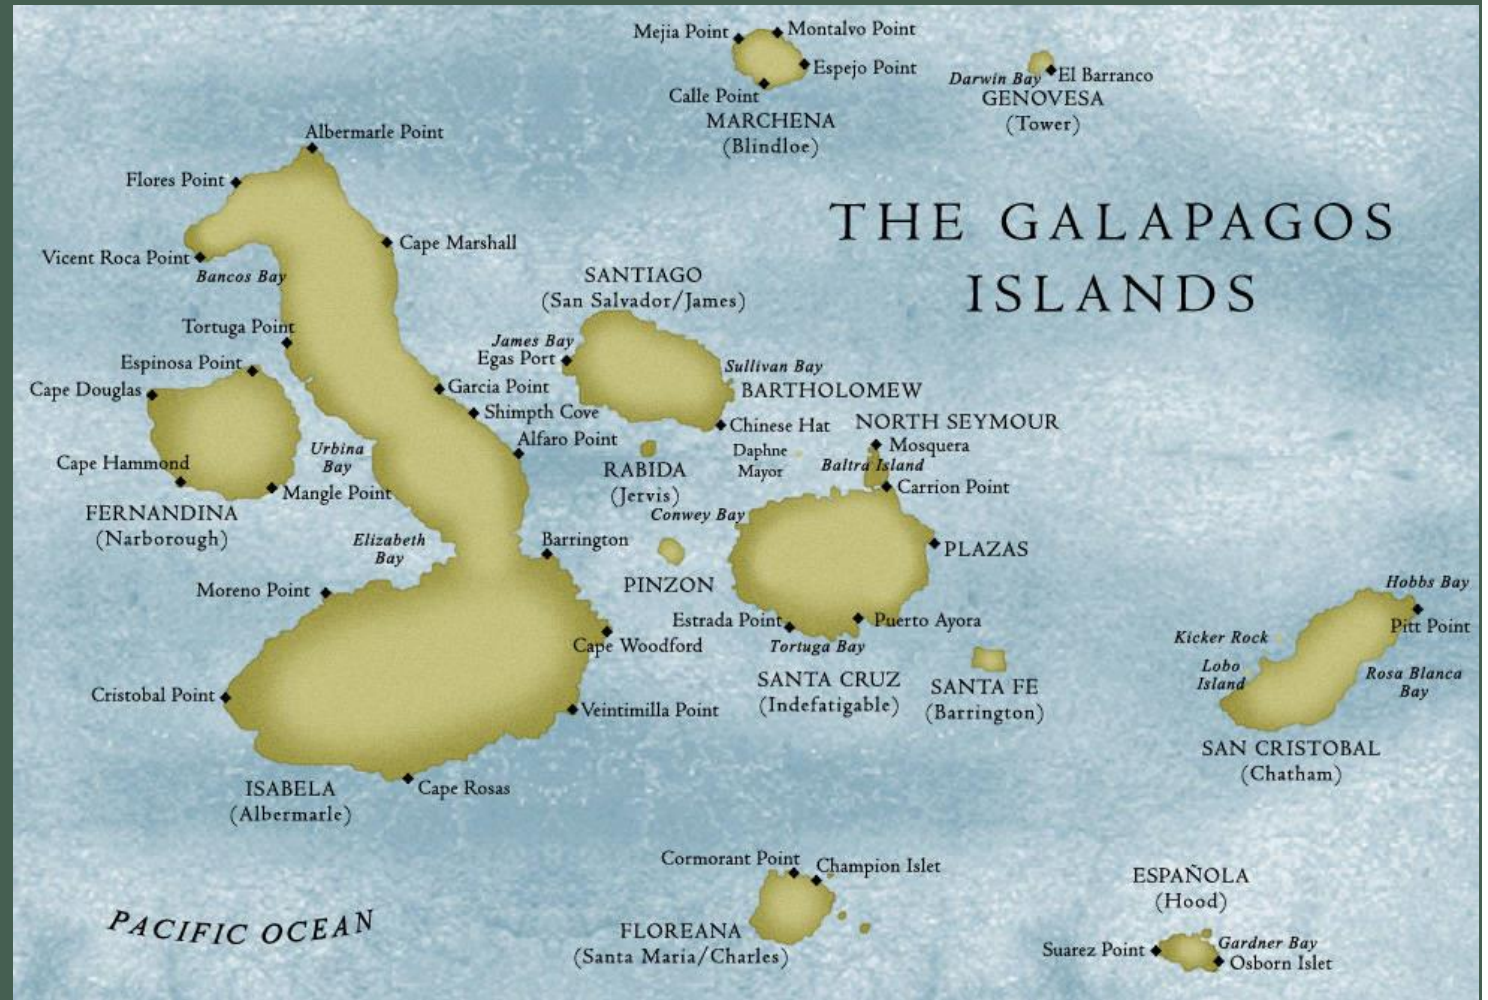 Mejia Point
Montalvo Point
Espejo Point
Calle Point
MARCHENA
(Blindloe)
Darwin Bay
El Barranco
GENOVESA
(Tower)
THE GALAPAGOS
ISLANDS
Albermarle Point
Flores Point
Vicent Roca Point
Bancos Bay
Cape Marshall
Tortuga Point
Espinosa Point
Cape Douglas
Cape Hammond
Mangle Point
FERNANDINA
(Narborough)
Urbina
Bay
Elizabeth
Bay
Garcia Point
Shimpth Cove
Alfaro Point
Barrington
Moreno Point
Cape Woodford
Cristobal Point
Veintimilla Point
Cape Rosas
ISABELA
(Albermarle)
SANTIAGO
(San Salvador/James)
James Bay
Egas Port
Sullivan Bay
BARTHOLOMEW
Chinese Hat
RABIDA
(Jervis)
Daphne
Mayor
NORTH SEYMOUR
Mosquera
Baltra Island
Carrion Point
Conwey Bay
PLAZAS
PINZON
Estrada Point
Puerto Ayora
Tortuga Bay
SANTA CRUZ
(Indefatigable)
SANTA FE
(Barrington)
Hobbs Bay
Pitt Point
Kicker Rock
Lobo
Island
Rosa Blanca
Bay
SAN CRISTOBAL
(Chatham)
Cormorant Point
Champion Islet
FLOREANA
(Santa Maria/Charles)
ESPAÑOLA
(Hood)
Suarez Point
Gardner Bay
Osborn Islet
PACIFIC OCEAN